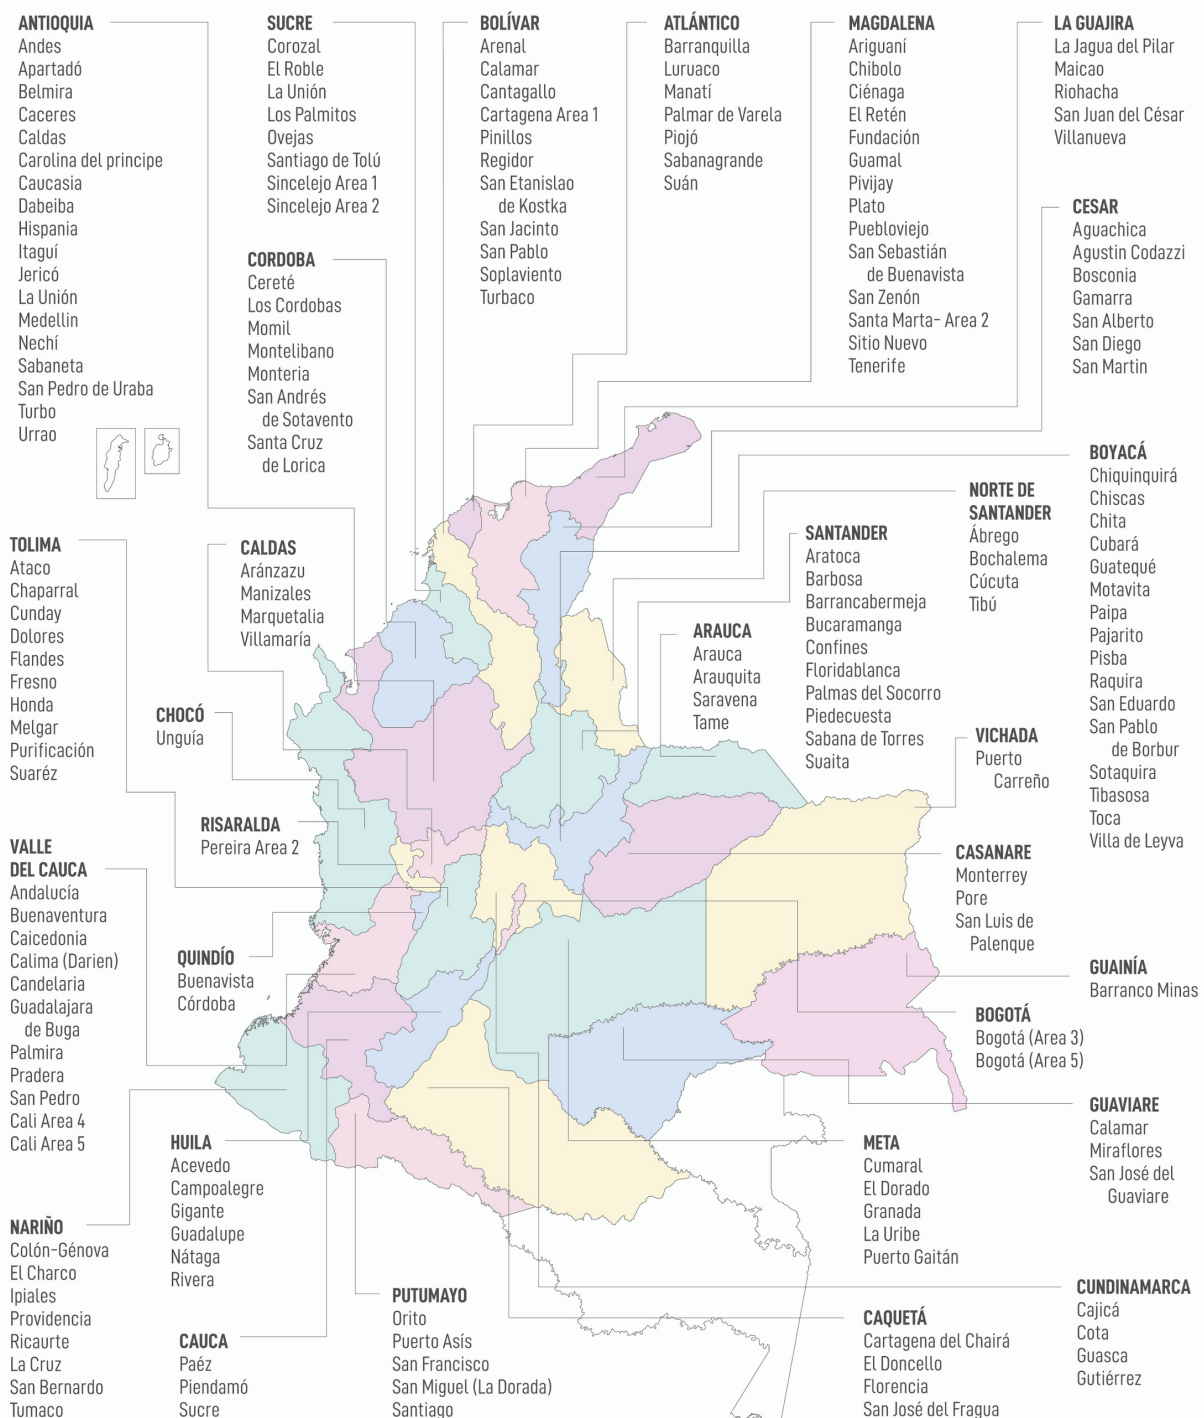 ANTIOQUIA
Andes
Apartadó
Belmira
Caceres
Caldas
Carolina del principe
Caucasia
Dabeiba
Hispania
Itaguí
Jericó
La Unión
Medellin
Nechí
Sabaneta
San Pedro de Uraba
Turbo
Urrao
SUCRE
Corozal
El Roble
La Unión
Los Palmitos
Ovejas
Santiago de Tolú
Sincelejo Area 1
Sincelejo Area 2
CORDOBA
Cereté
Los Cordobas
Momil
Montelibano
Monteria
San Andrés
de Sotavento
Santa Cruz
de Lorica
BOLÍVAR
Arenal
Calamar
Cantagallo
Cartagena Area 1
Pinillos
Regidor
San Etanislao
de Kostka
San Jacinto
San Pablo
Soplaviento
Turbaco
ATLÁNTICO
Barranquilla
Luruaco
Manatí
Palmar de Varela
Piojó
Sabanagrande
Suán
MAGDALENA
Ariguaní
Chibolo
Ciénaga
El Retén
Fundación
Guamal
Pivijay
Plato
Puebloviejo
San Sebastián
de Buenavista
San Zenón
Santa Marta- Area 2
Sitio Nuevo
Tenerife
LA GUAJIRA
La Jagua del Pilar
Maicao
Riohacha
San Juan del César
Villanueva
CESAR
Aguachica
Agustin Codazzi
Bosconia
Gamarra
San Alberto
San Diego
San Martin
BOYACÁ
Chiquinquirá
Chiscas
Chita
Cubará
Guatequé
Motavita
Paipa
Pajarito
Pisba
Raquira
San Eduardo
San Pablo
de Borbur
Sotaquira
Tibasosa
Toca
Villa de Leyva
NORTE DE
SANTANDER
Ábrego
Bochalema
Cúcuta
Tibú
SANTANDER
Aratoca
Barbosa
Barrancabermeja
Bucaramanga
Confines
Floridablanca
Palmas del Socorro
Piedecuesta
Sabana de Torres
Suaita
ARAUCA
Arauca
Arauquita
Saravena
Tame
TOLIMA
Ataco
Chaparral
Cunday
Dolores
Flandes
Fresno
Honda
Melgar
Purificación
Suaréz
CALDAS
Aránzazu
Manizales
Marquetalia
Villamaría
CHOCÓ
Unguía
RISARALDA
Pereira Area 2
VICHADA
Puerto
Carreño
CASANARE
Monterrey
Pore
San Luis de
Palenque
VALLE
DEL CAUCA
Andalucía
Buenaventura
Caicedonia
Calima (Darien)
Candelaria
Guadalajara
de Buga
Palmira
Pradera
San Pedro
Cali Area 4
Cali Area 5
QUINDÍO
Buenavista
Córdoba
GUAINÍA
Barranco Minas
BOGOTÁ
Bogotá (Area 3)
Bogotá (Area 5)
GUAVIARE
Calamar
Miraflores
San José del
Guaviare
HUILA
Acevedo
Campoalegre
Gigante
Guadalupe
Nátaga
Rivera
META
Cumaral
El Dorado
Granada
La Uribe
Puerto Gaitán
NARIÑO
Colón-Génova
El Charco
Ipiales
Providencia
Ricaurte
La Cruz
San Bernardo
Tumaco
CAUCA
Paéz
Piendamó
Sucre
PUTUMAYO
Orito
Puerto Asís
San Francisco
San Miguel (La Dorada)
Santiago
CAQUETÁ
Cartagena del Chairá
El Doncello
Florencia
San José del Fragua
CUNDINAMARCA
Cajicá
Cota
Guasca
Gutiérrez